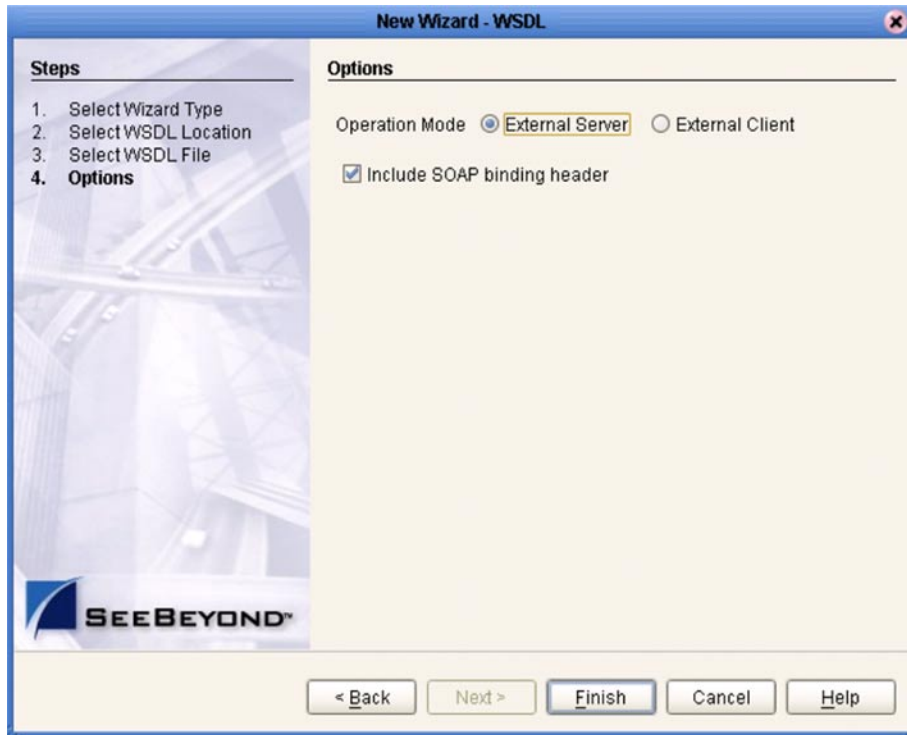 New Wizard - WSDL
Steps
1. Select Wizard Type
2. Select WSDL Location
3. Select WSDL File
4. Options
Options
Operation Mode External Server External Client
Include SOAP binding header
SEEBEYOND™
< Back Next > Finish Cancel Help